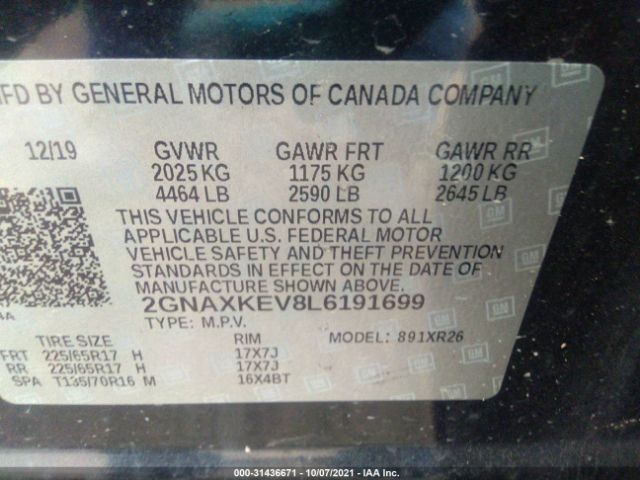 MFD BY GENERAL MOTORS OF CANADA COMPANY
12/19 GVWR GAWR FRT GAWR RR
2025 KG 1175 KG 1200 KG
4464 LB 2590 LB 2645 LB
THIS VEHICLE CONFORMS TO ALL
APPLICABLE U.S. FEDERAL MOTOR
VEHICLE SAFETY AND THEFT PREVENTION
STANDARDS IN EFFECT ON THE DATE OF
MANUFACTURE SHOWN ABOVE.
2GNAXKEV8L6191699
TYPE: M.P.V.
TIRE SIZE RIM MODEL: 891XR26
FRT 225/65R17 H 17X7J
RR 225/65R17 H 17X7J
SPA T135/70R16 M 16X4BT
GM
000-31436671 - 10/07/2021 - IAA Inc.